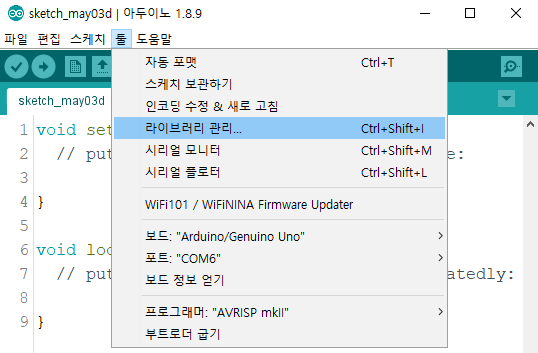 sketch_may03d | 아두이노 1.8.9
파일 편집 스케치 툴 도움말
자동 포맷 Ctrl+T
스케치 보관하기
인코딩 수정 & 새로 고침
라이브러리 관리... Ctrl+Shift+I
시리얼 모니터 Ctrl+Shift+M
시리얼 플로터 Ctrl+Shift+L
WiFi101 / WiFiNINA Firmware Updater
보드: "Arduino/Genuino Uno"
포트: "COM6"
보드 정보 얻기
프로그래머: "AVRISP mkII"
부트로더 굽기
sketch_may03d
1 void set
2 // put e:
3
4 }
5
6 void loo
7 // put atedly:
8
9 }